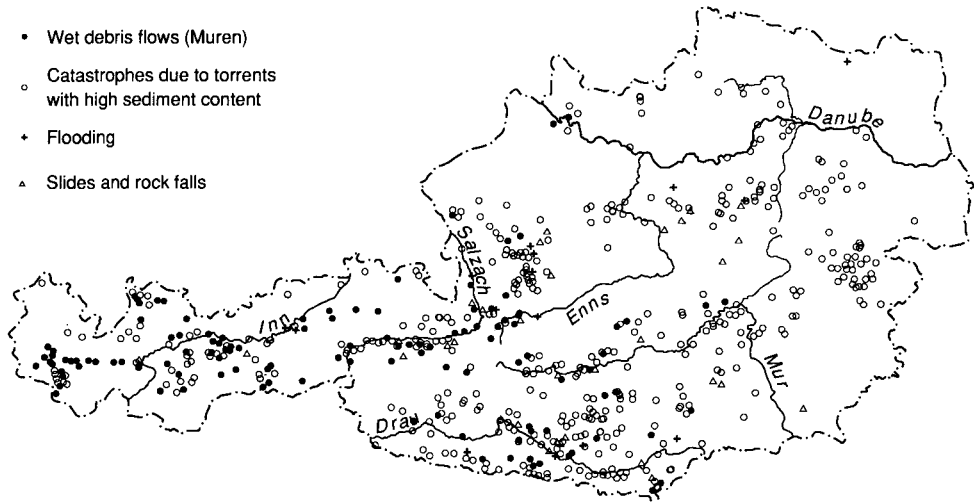 Wet debris flows (Muren)
Catastrophes due to torrents
with high sediment content
Flooding
Slides and rock falls
Danube
Salzach
Enns
Inn
Mur
Drau